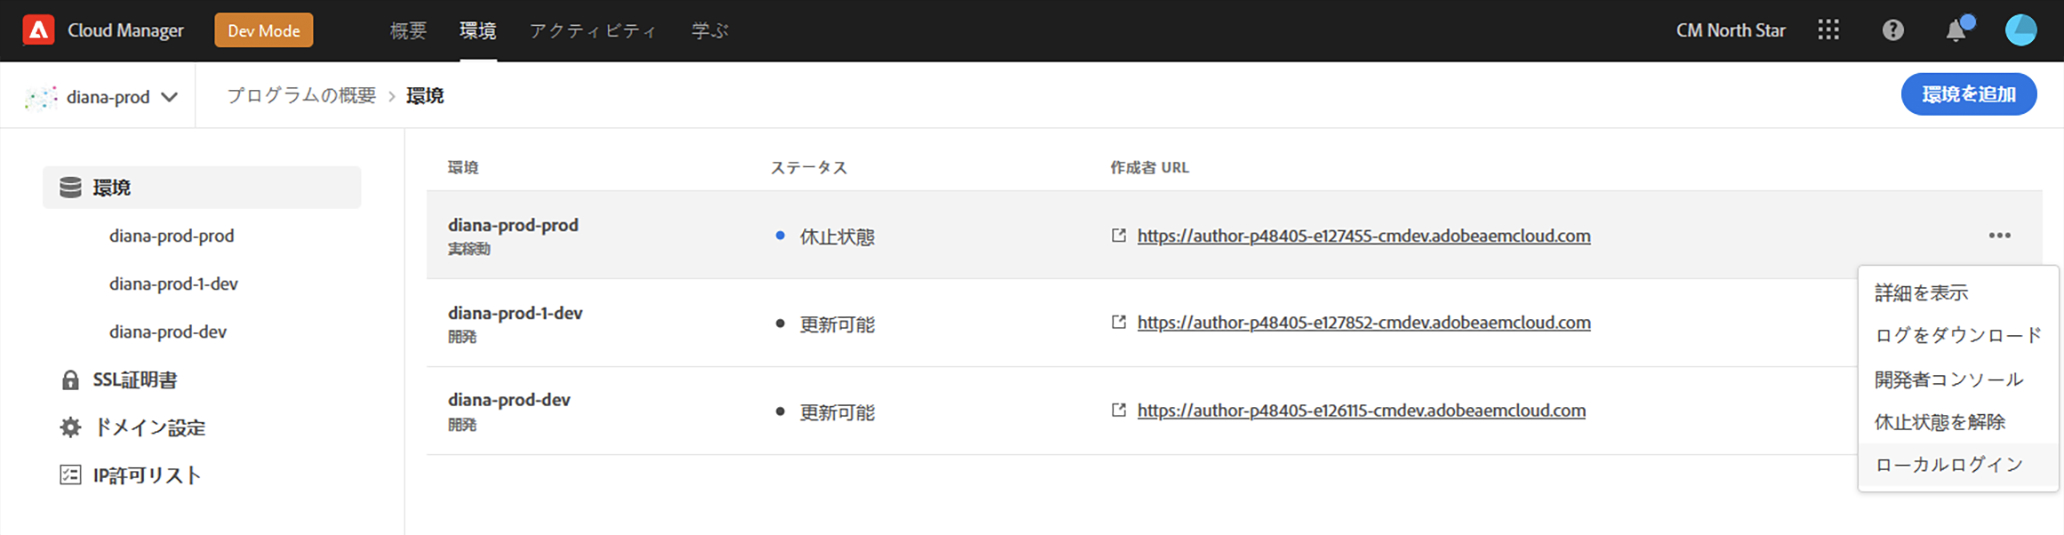 Cloud Manager Dev Mode 概要 環境 アクティビティ 学ぶ CM North Star
diana-prod プログラムの概要 > 環境 環境を追加
環境
diana-prod-prod
diana-prod-1-dev
diana-prod-dev
SSL証明書
ドメイン設定
IP許可リスト
環境 ステータス 作成者 URL
diana-prod-prod
実稼動
休止状態
https://author-p48405-e127455-cmdev.adobeaemcloud.com
diana-prod-1-dev
開発
更新可能
https://author-p48405-e127852-cmdev.adobeaemcloud.com
diana-prod-dev
開発
更新可能
https://author-p48405-e126115-cmdev.adobeaemcloud.com
詳細を表示
ログをダウンロード
開発者コンソール
休止状態を解除
ローカルログイン